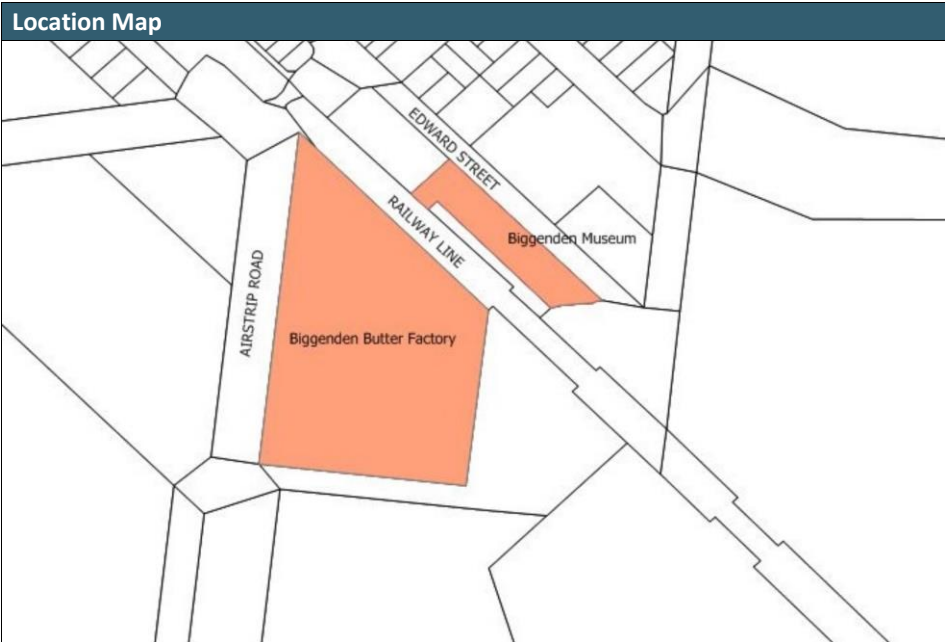 Location Map
EDWARD STREET
RAILWAY LINE
Biggenden Museum
AIRSTRIP ROAD
Biggenden Butter Factory